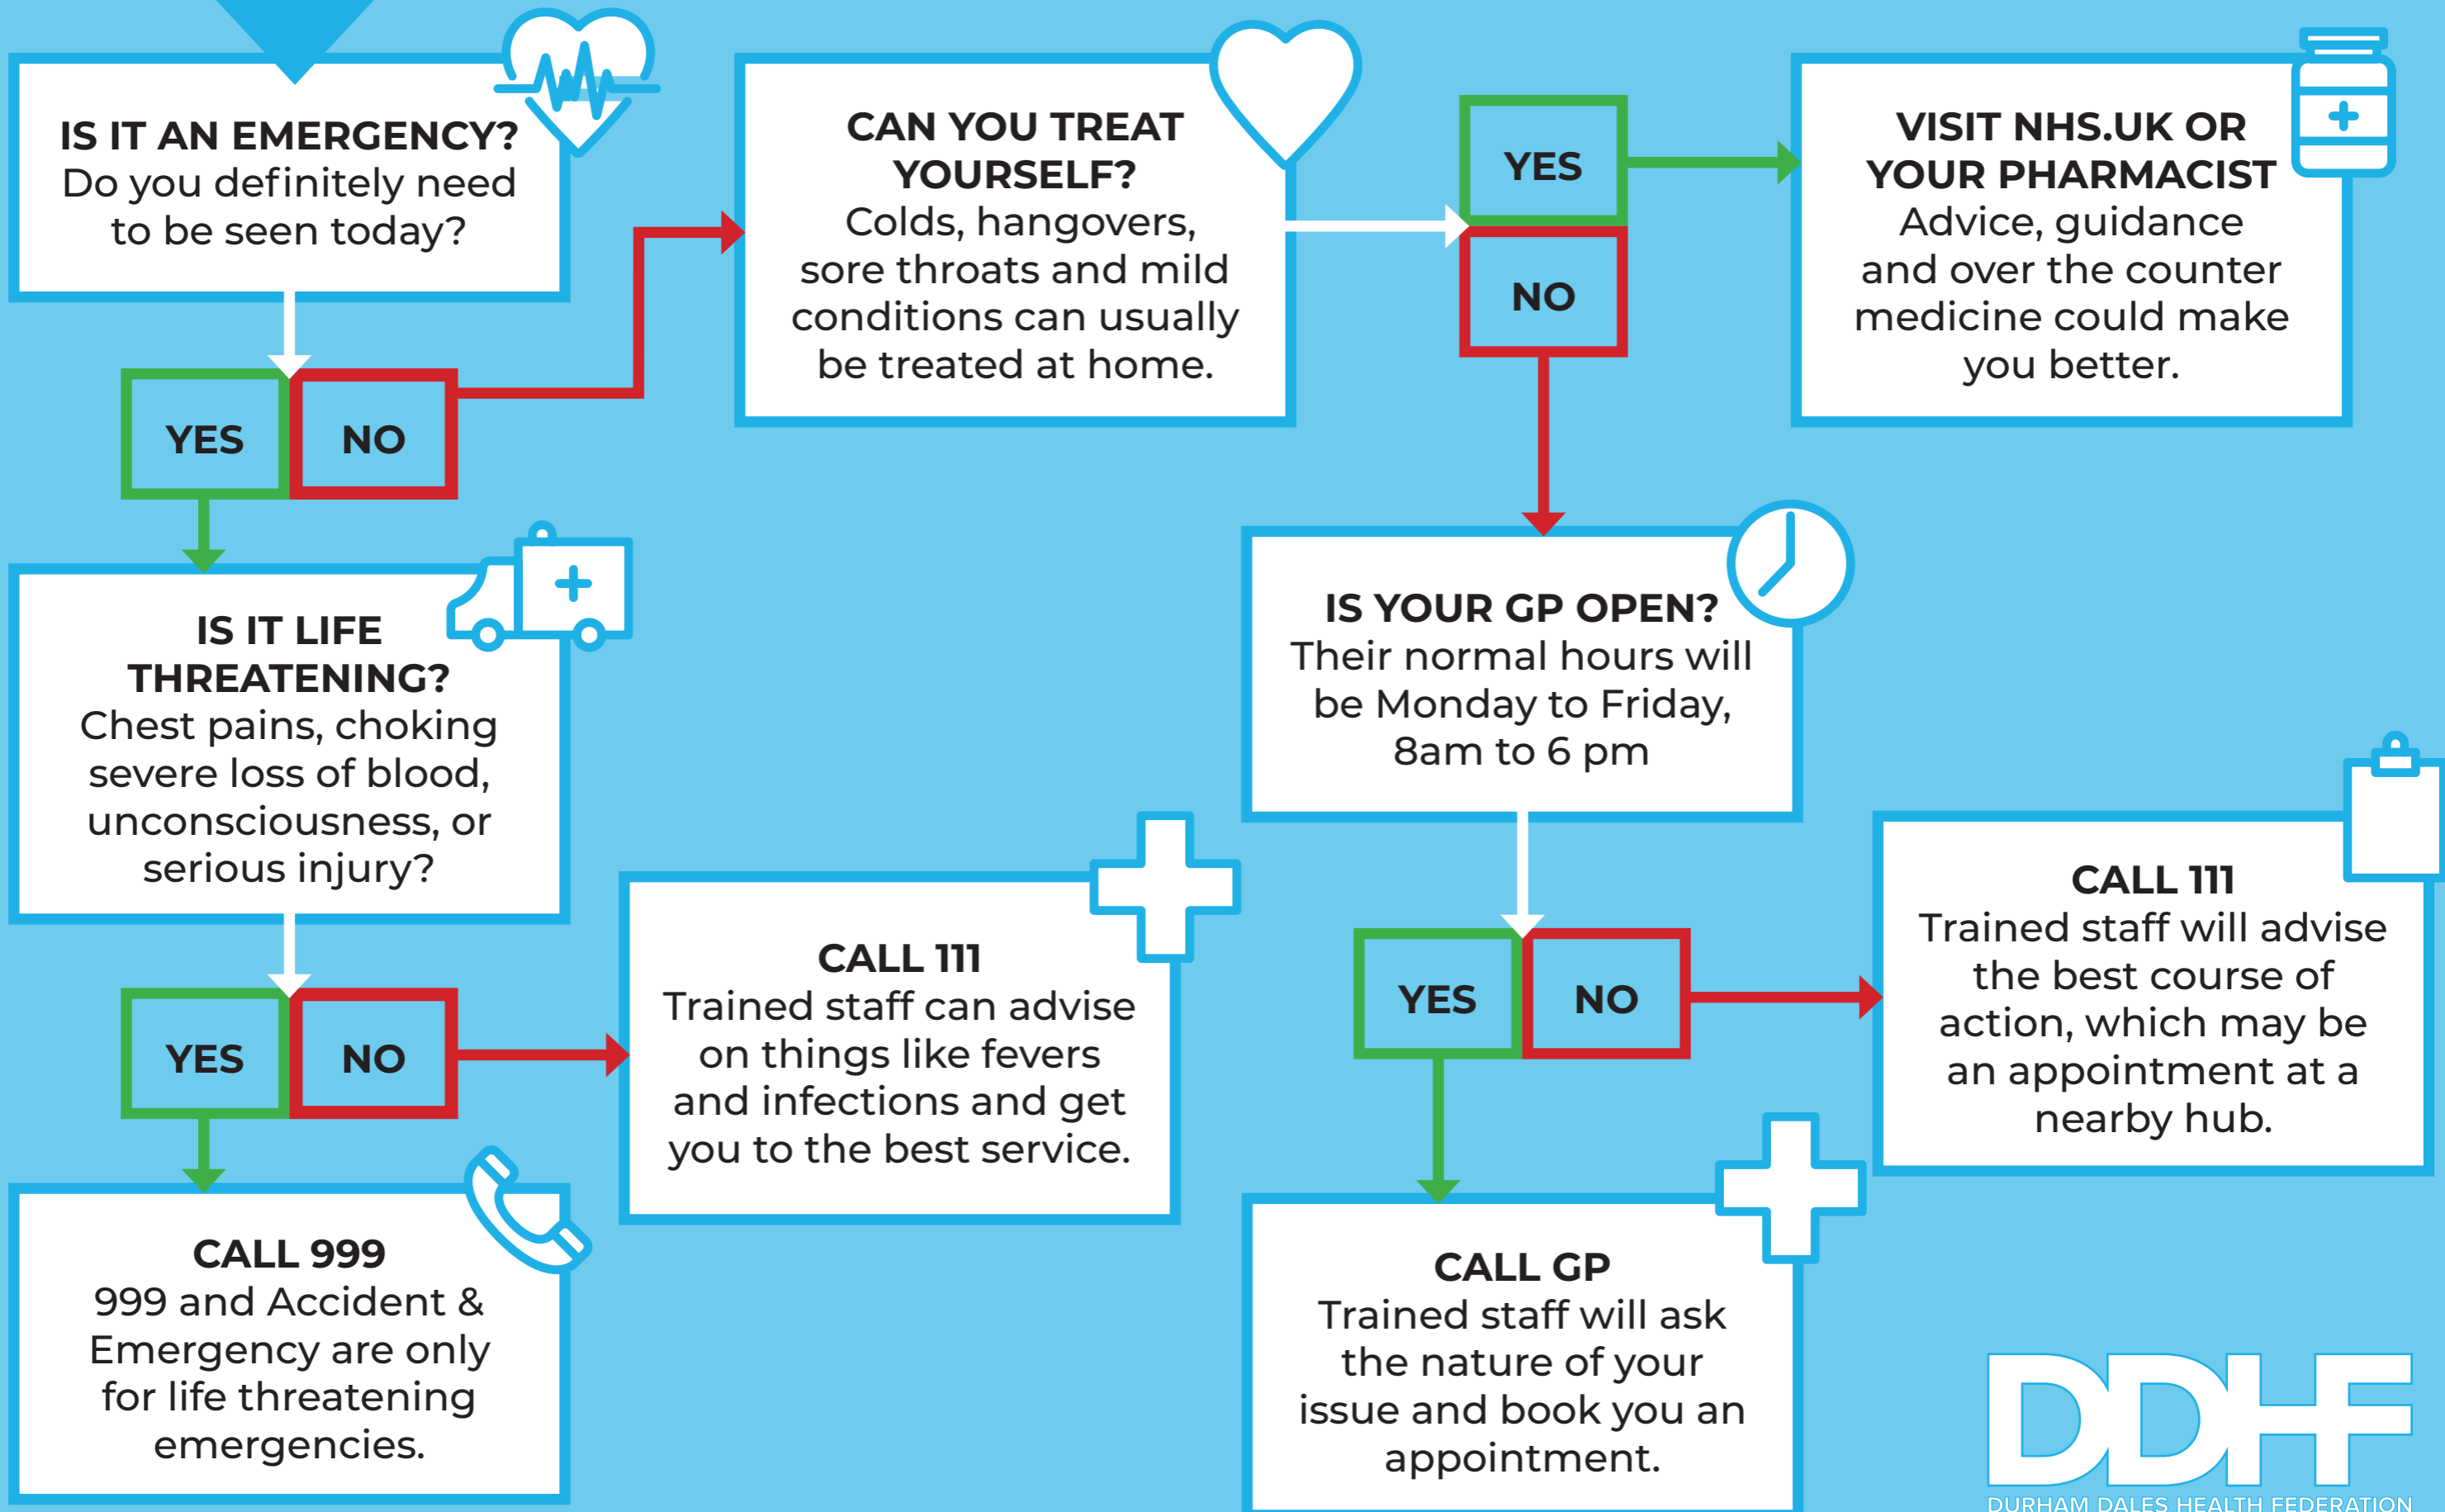 IS IT AN EMERGENCY?
Do you definitely need
to be seen today?
YES
NO
CAN YOU TREAT
YOURSELF?
Colds, hangovers,
sore throats and mild
conditions can usually
be treated at home.
YES
NO
VISIT NHS.UK OR
YOUR PHARMACIST
Advice, guidance
and over the counter
medicine could make
you better.
IS IT LIFE
THREATENING?
Chest pains, choking
severe loss of blood,
unconsciousness, or
serious injury?
YES
NO
CALL 111
Trained staff can advise
on things like fevers
and infections and get
you to the best service.
CALL 999
999 and Accident &
Emergency are only
for life threatening
emergencies.
IS YOUR GP OPEN?
Their normal hours will
be Monday to Friday,
8am to 6 pm
YES
NO
CALL 111
Trained staff will advise
the best course of
action, which may be
an appointment at a
nearby hub.
CALL GP
Trained staff will ask
the nature of your
issue and book you an
appointment.
DDHF
DURHAM DALES HEALTH FEDERATION